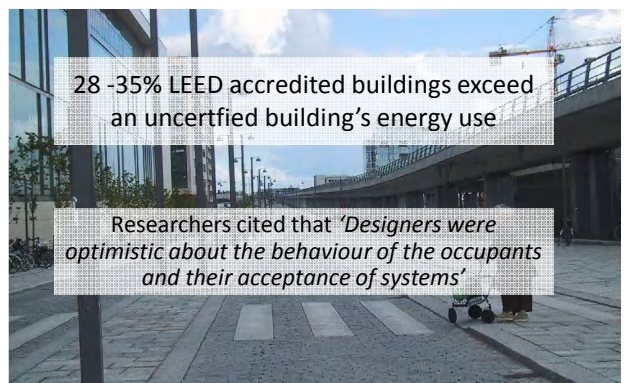 28 -35% LEED accredited buildings exceed
an uncertfied building's energy use
Researchers cited that ‘Designers were
optimistic about the behaviour of the occupants
and their acceptance of systems’